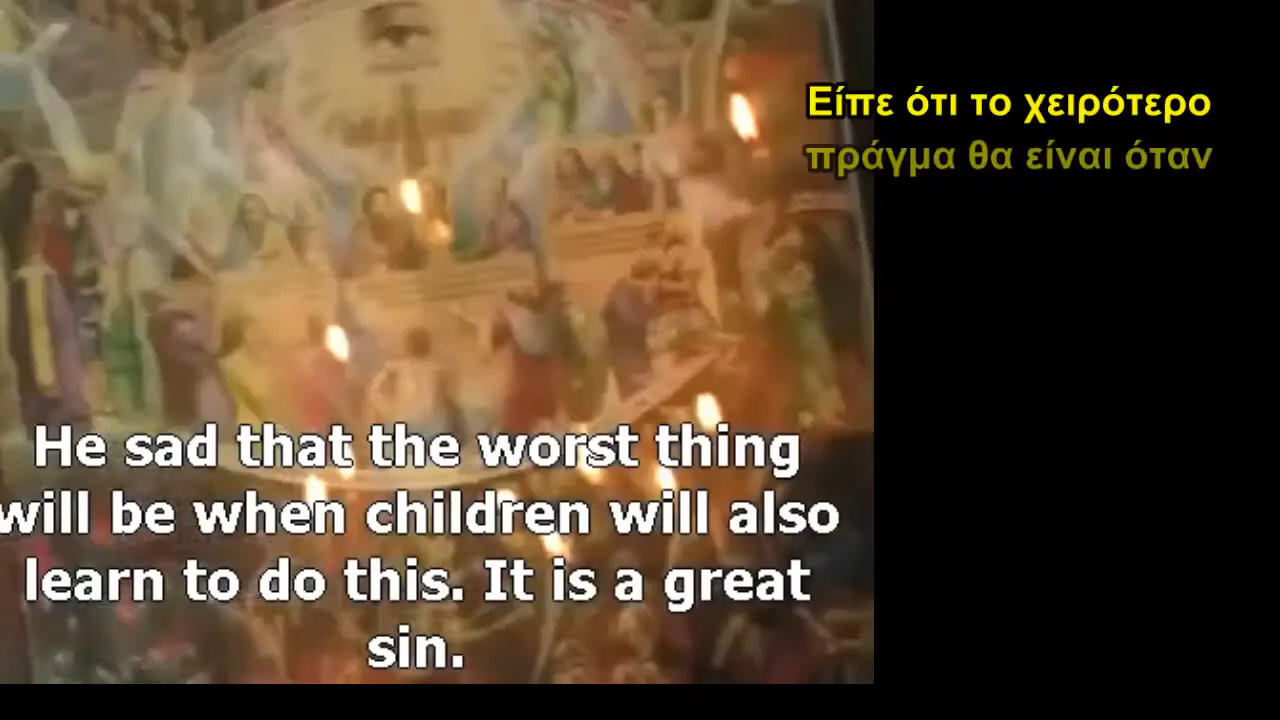 Είπε ότι το χειρότερο
πράγμα θα είναι όταν
He sad that the worst thing
will be when children will also
learn to do this. It is a great
sin.